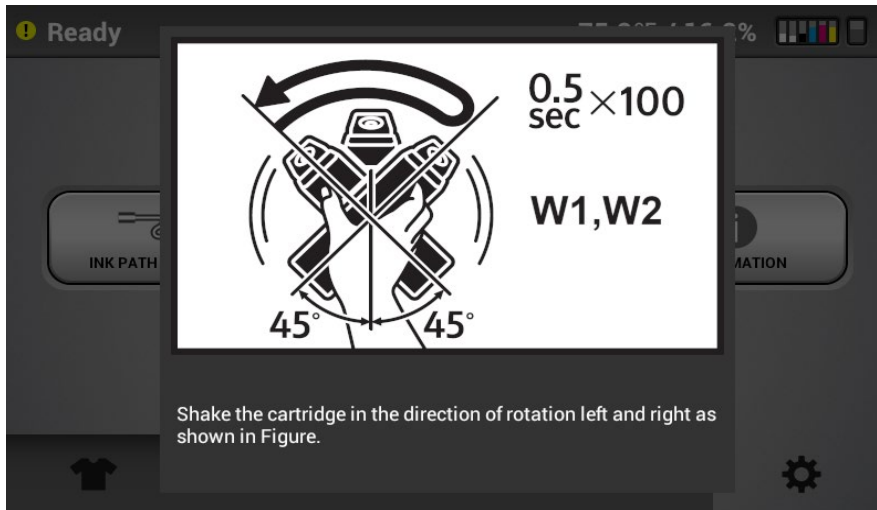 Ready
%
0.5
sec ×100
W1,W2
INK PATH
MATION
45° 45°
Shake the cartridge in the direction of rotation left and right as
shown in Figure.